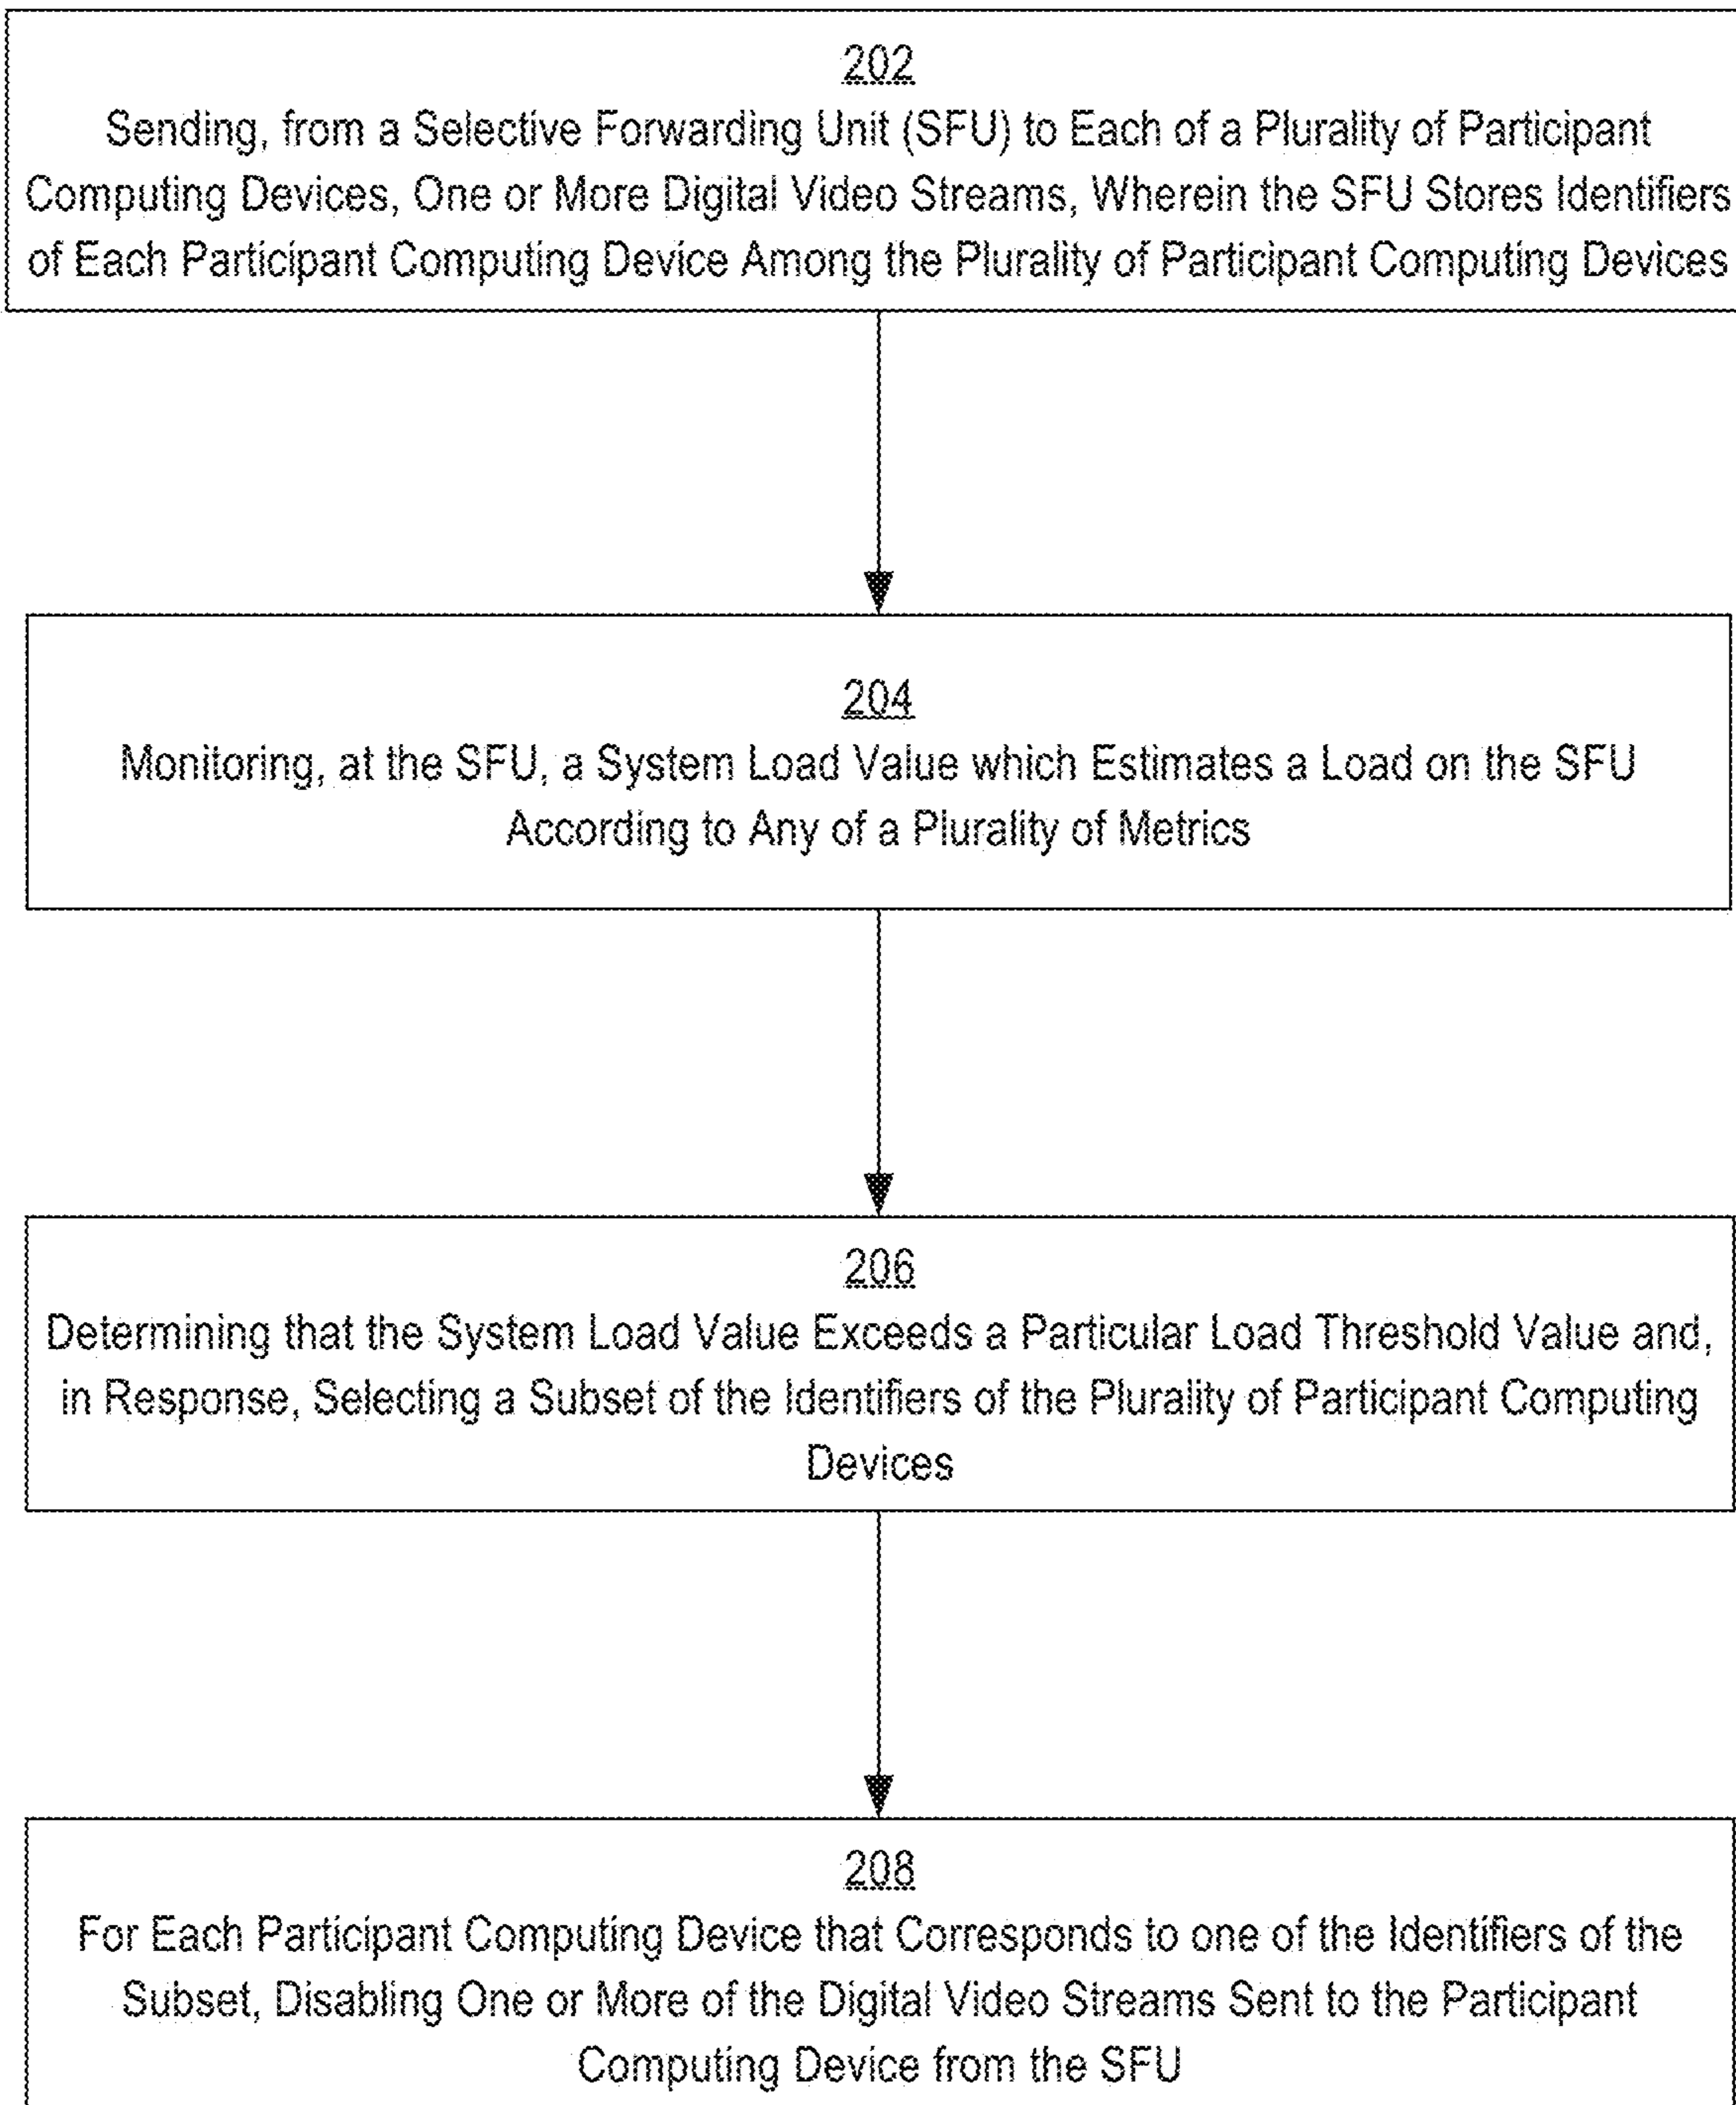 202
Sending, from a Selective Forwarding Unit (SFU) to Each of a Plurality of Participant
Computing Devices, One or More Digital Video Streams, Wherein the SFU Stores Identifiers
of Each Participant Computing Device Among the Plurality of Participant Computing Devices
204
Monitoring, at the SFU, a System Load Value which Estimates a Load on the SFU
According to Any of a Plurality of Metrics
206
Determining that the System Load Value Exceeds a Particular Load Threshold Value and,
in Response, Selecting a Subset of the Identifiers of the Plurality of Participant Computing
Devices
208
For Each Participant Computing Device that Corresponds to one of the Identifiers of the
Subset, Disabling One or More of the Digital Video Streams Sent to the Participant
Computing Device from the SFU